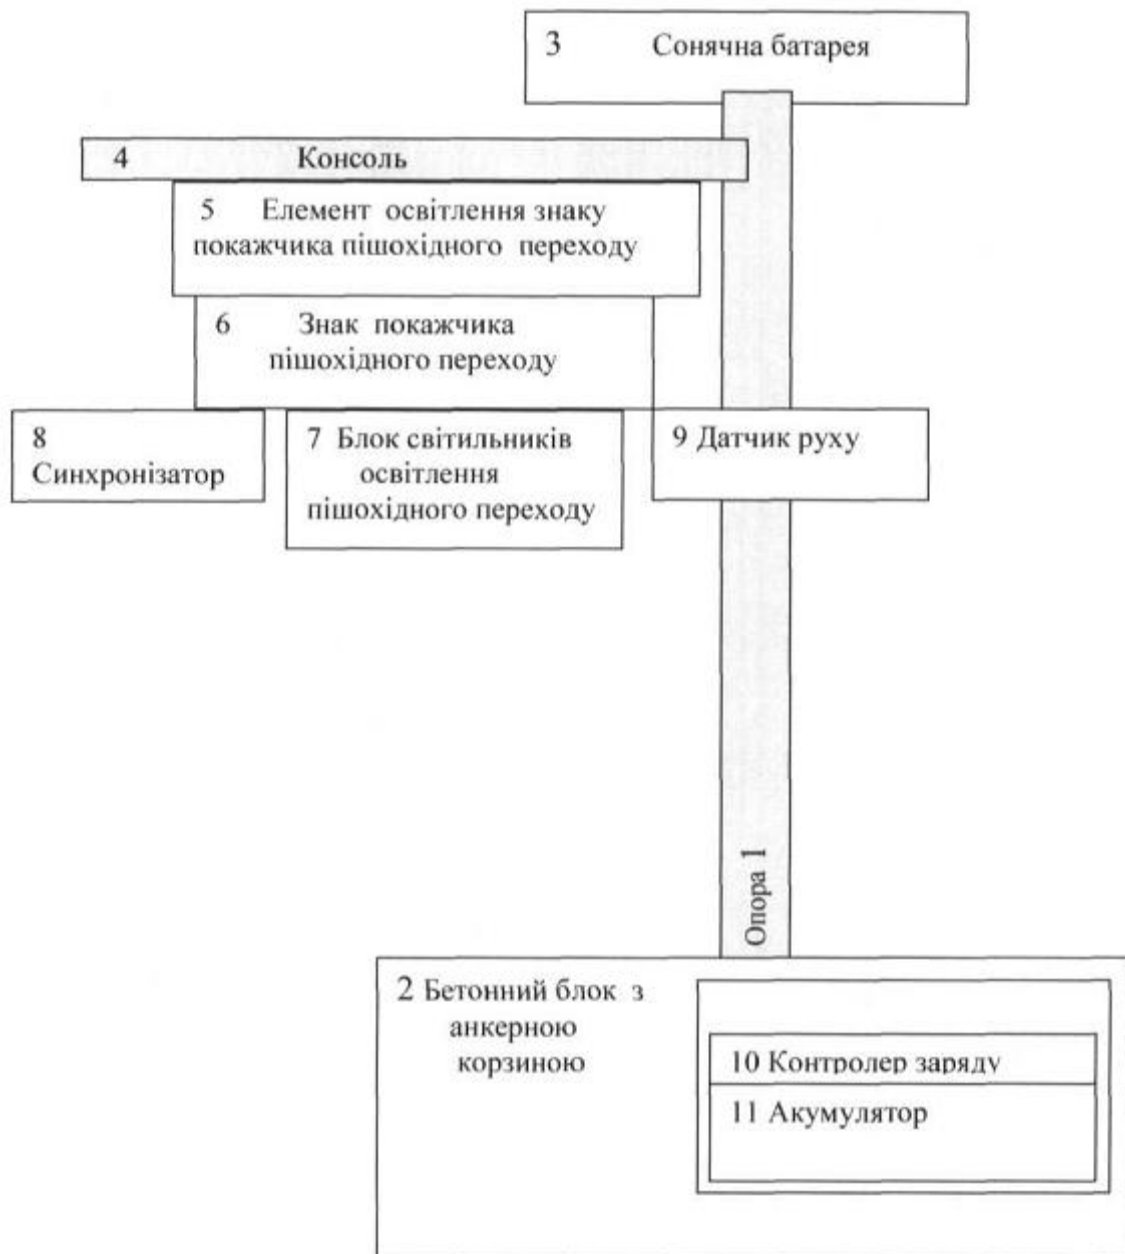 3 Сонячна батарея
4 Консоль
5 Елемент освітлення знаку
покажчика пішохідного переходу
6 Знак покажчика
пішохідного переходу
8
Синхронізатор
7 Блок світильників
освітлення
пішохідного переходу
9 Датчик руху
Опора 1
2 Бетонний блок з
анкерною
корзиною
10 Контролер заряду
11 Акумулятор